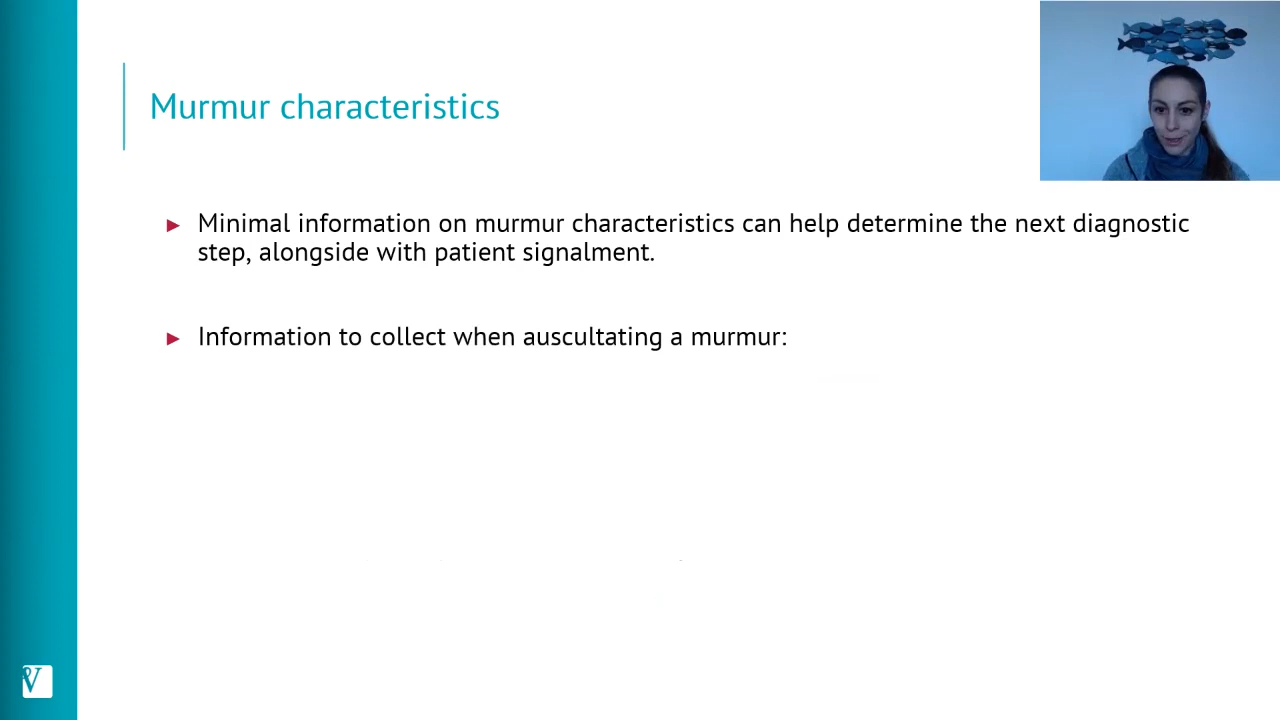 Murmur characteristics
► Minimal information on murmur characteristics can help determine the next diagnostic
step, alongside with patient signalment.
► Information to collect when auscultating a murmur:
V